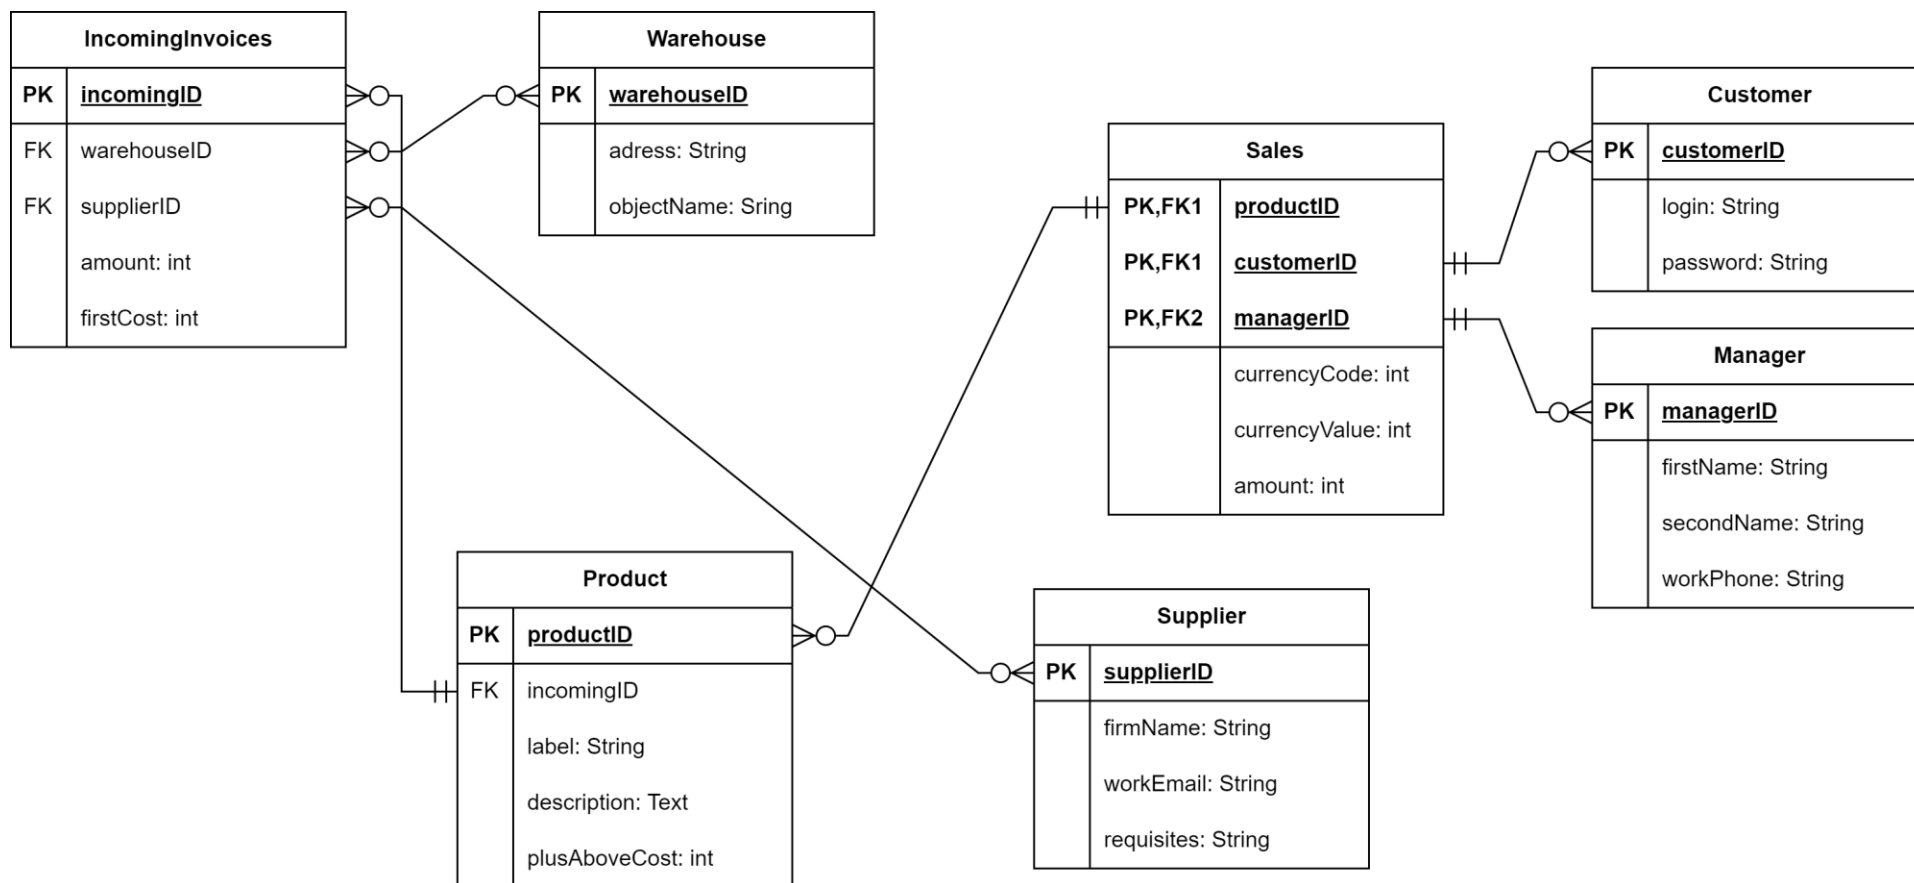 IncomingInvoices
PK incomingID
FK warehouseID
FK supplierID
amount: int
firstCost: int
Warehouse
PK warehouseID
adress: String
objectName: Sring
Sales
PK,FK1 productID
PK,FK1 customerID
PK,FK2 managerID
currencyCode: int
currencyValue: int
amount: int
Customer
PK customerID
login: String
password: String
Manager
PK managerID
firstName: String
secondName: String
workPhone: String
Product
PK productID
FK incomingID
label: String
description: Text
plusAboveCost: int
Supplier
PK supplierID
firmName: String
workEmail: String
requisites: String